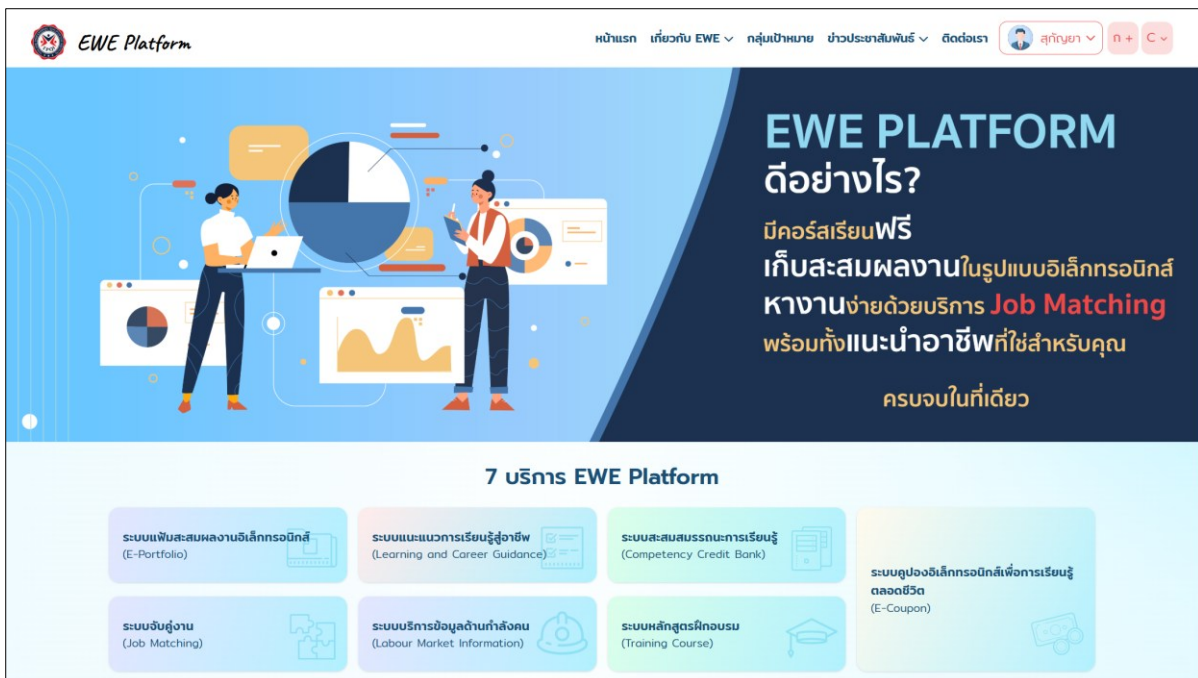 EWE Platform
หน้าแรก เกี่ยวกับ EWE กลุ่มเป้าหมาย ข่าวประชาสัมพันธ์ ติดต่อเรา สุกัญยา ก + C
EWE PLATFORM
ดีอย่างไร?
มีคอร์สเรียนฟรี
เก็บสะสมผลงานในรูปแบบอิเล็กทรอนิกส์
หางานง่ายด้วยบริการ Job Matching
พร้อมทั้งแนะนำอาชีพที่ใช่สำหรับคุณ
ครบจบในที่เดียว
7 บริการ EWE Platform
ระบบแฟ้มสะสมผลงานอิเล็กทรอนิกส์
(E-Portfolio)
ระบบแนะแนวการเรียนรู้สู่อาชีพ
(Learning and Career Guidance)
ระบบสะสมสมรรถนะการเรียนรู้
(Competency Credit Bank)
ระบบคูปองอิเล็กทรอนิกส์เพื่อการเรียนรู้
ตลอดชีวิต
(E-Coupon)
ระบบจับคู่งาน
(Job Matching)
ระบบบริการข้อมูลด้านกำลังคน
(Labour Market Information)
ระบบหลักสูตรฝึกอบรม
(Training Course)